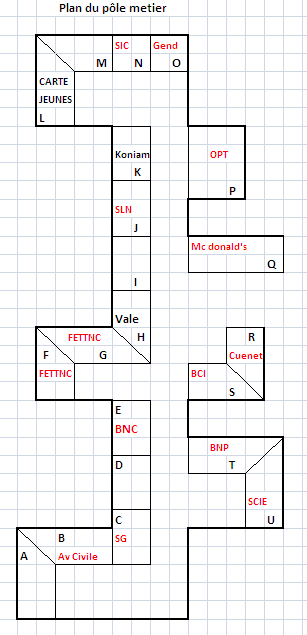 Plan du pôle metier
SIC Gend
M N O
CARTE
JEUNES
L
Koniam
K
OPT
P
SLN
J
Mc donald's
Q
I
Vale
H
FETTNC
F G
FETTNC
R
Cuenet
BCI
S
E
BNC
BNP
T
D
SCIE
U
C
SG
B
A Av Civile